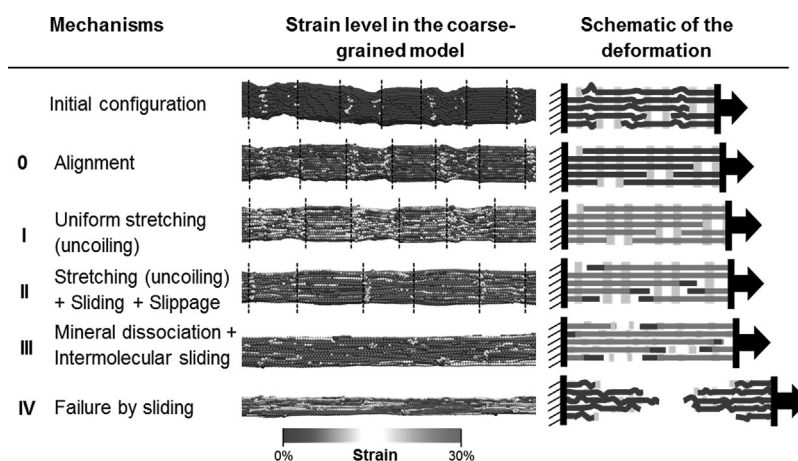 Mechanisms
Strain level in the coarse-
grained model
Schematic of the
deformation
Initial configuration
0 Alignment
I Uniform stretching
(uncoiling)
II Stretching (uncoiling)
+ Sliding + Slippage
III Mineral dissociation +
Intermolecular sliding
IV Failure by sliding
0% Strain 30%